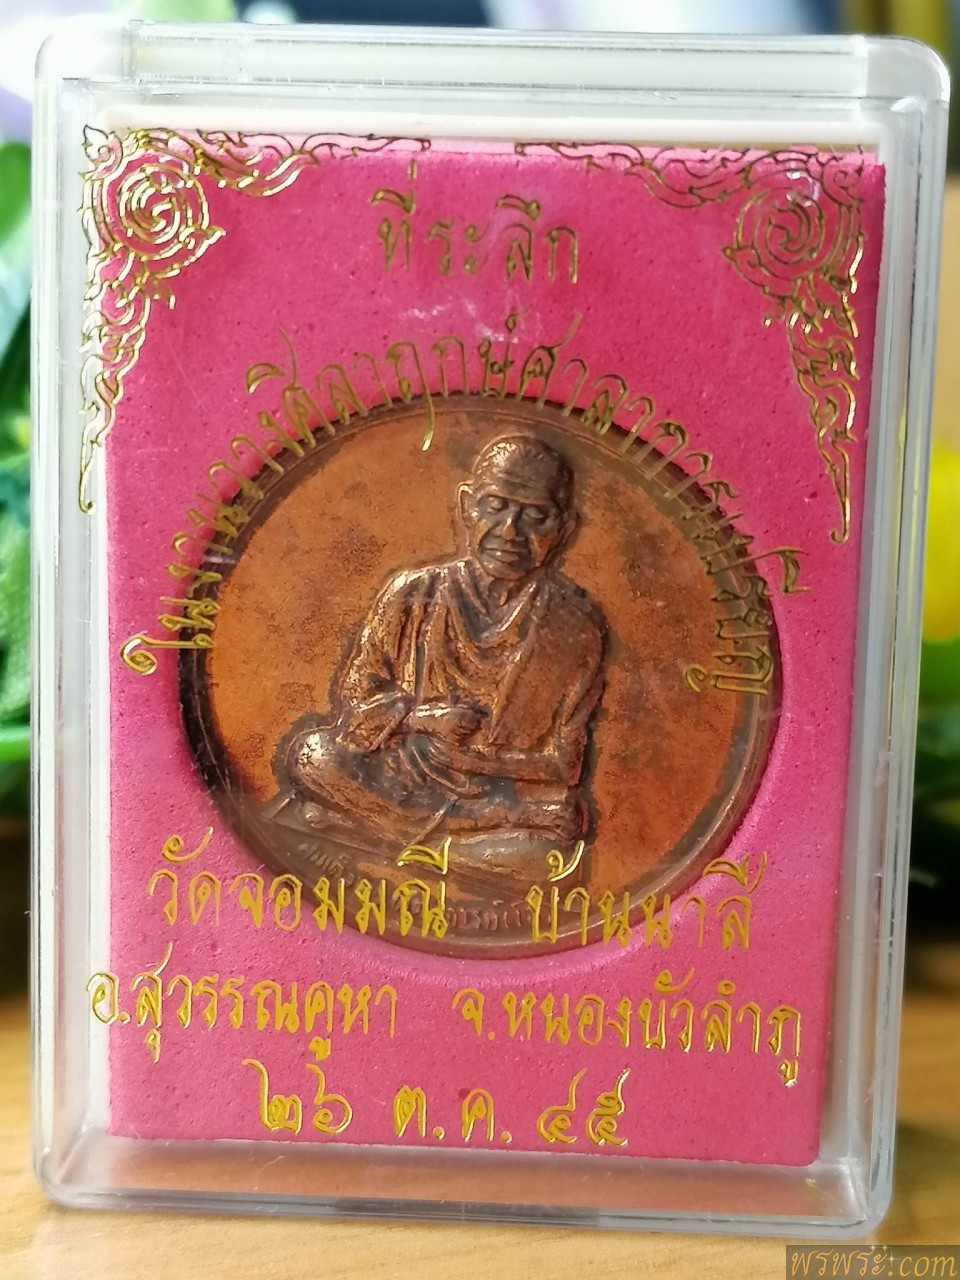 ที่ระลึก
ในงานวางศิลาฤกษ์ศาลาการเปรียญ
วัดจอมมณี บ้านนาลี
อ.สุวรรณคูหา จ.หนองบัวลำภู
๒๖ ต.ค. ๔๕
พรพระ.com